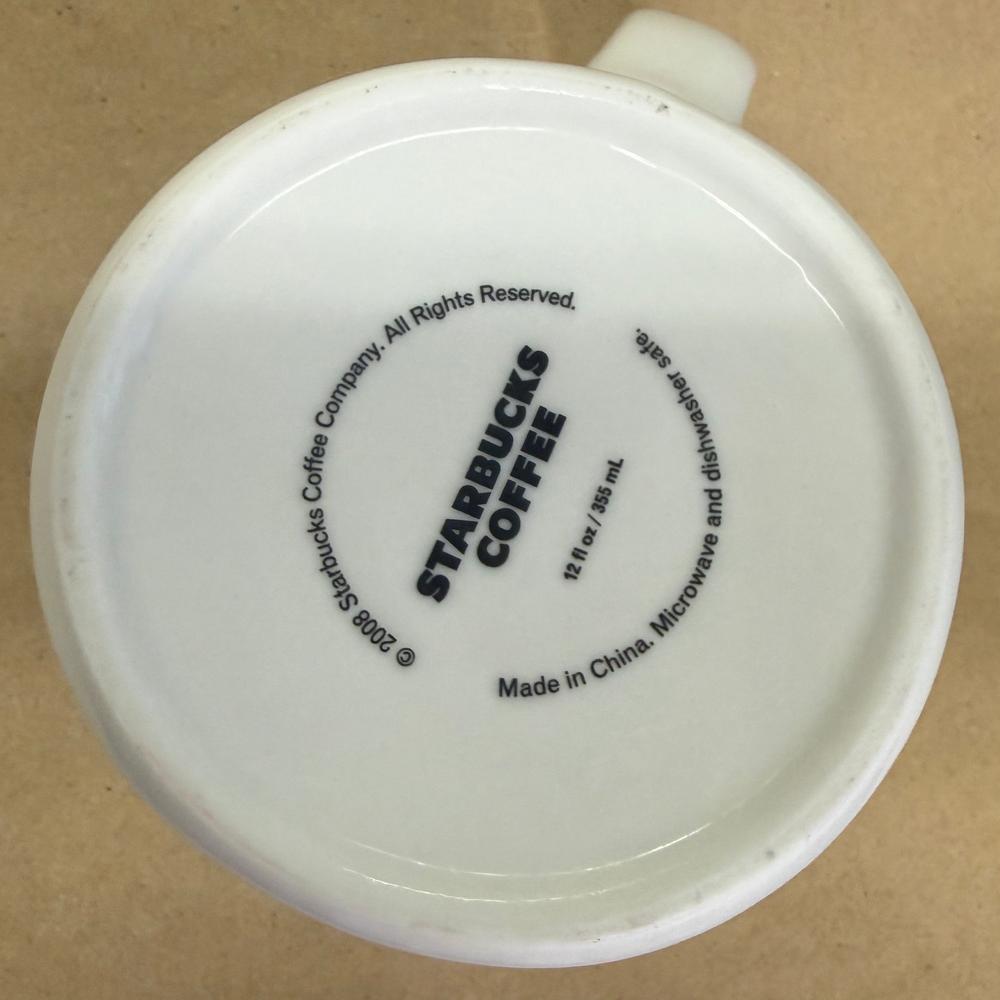 © 2008 Starbucks Coffee Company. All Rights Reserved.
STARBUCKS
COFFEE
12 fl oz / 355 mL
Made in China. Microwave and dishwasher safe.